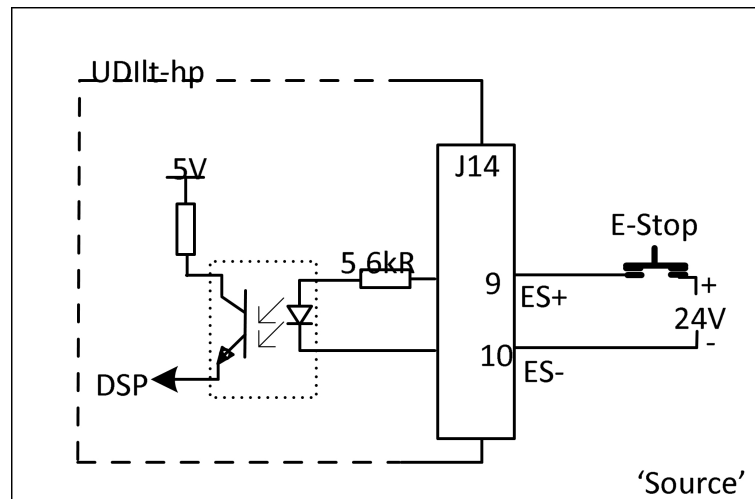 UDIlt-hp
5V
5 6kR
J14
E-Stop
9
ES+
+
24V
-
10
ES-
DSP
‘Source’